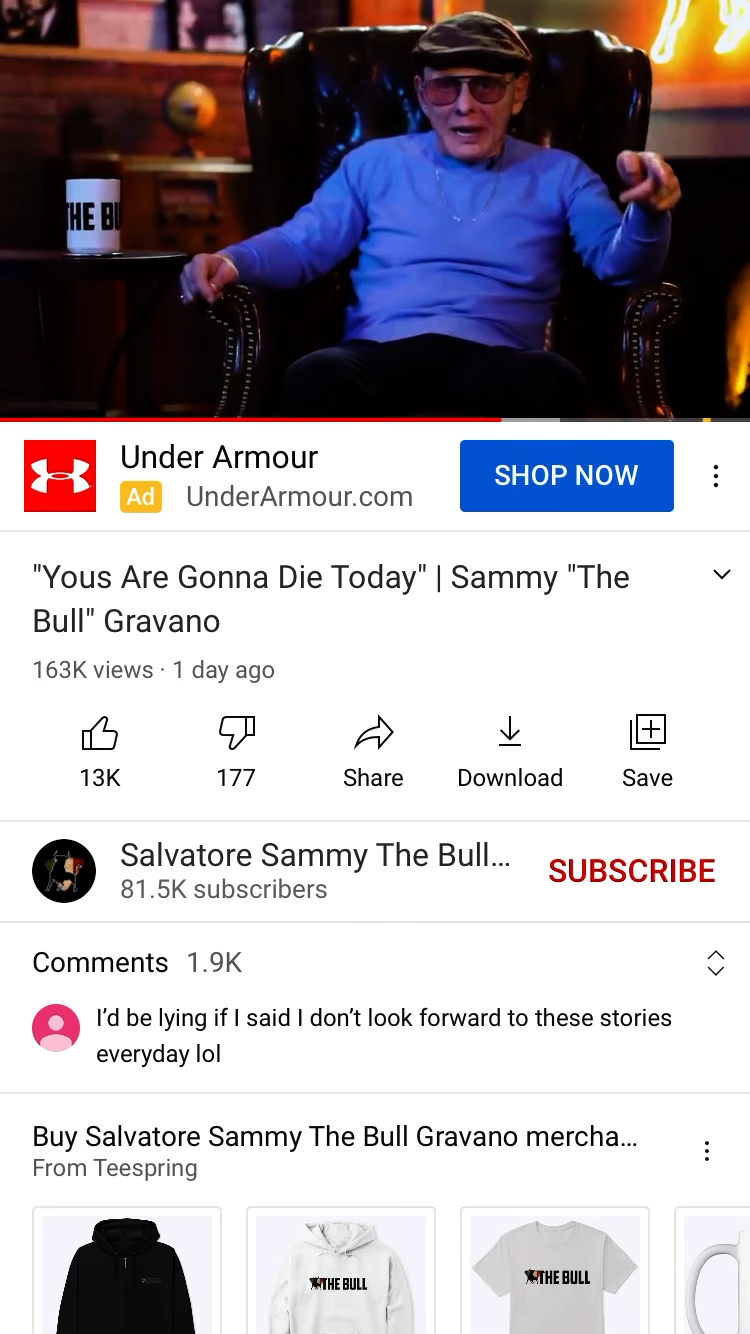 THE BU
Under Armour
Ad UnderArmour.com
SHOP NOW
"Yous Are Gonna Die Today" | Sammy "The
Bull" Gravano
163K views · 1 day ago
13K
177
Share
Download
Save
Salvatore Sammy The Bull...
81.5K subscribers
SUBSCRIBE
Comments 1.9K
I’d be lying if I said I don’t look forward to these stories
everyday lol
Buy Salvatore Sammy The Bull Gravano mercha...
From Teespring
THE BULL
THE BULL